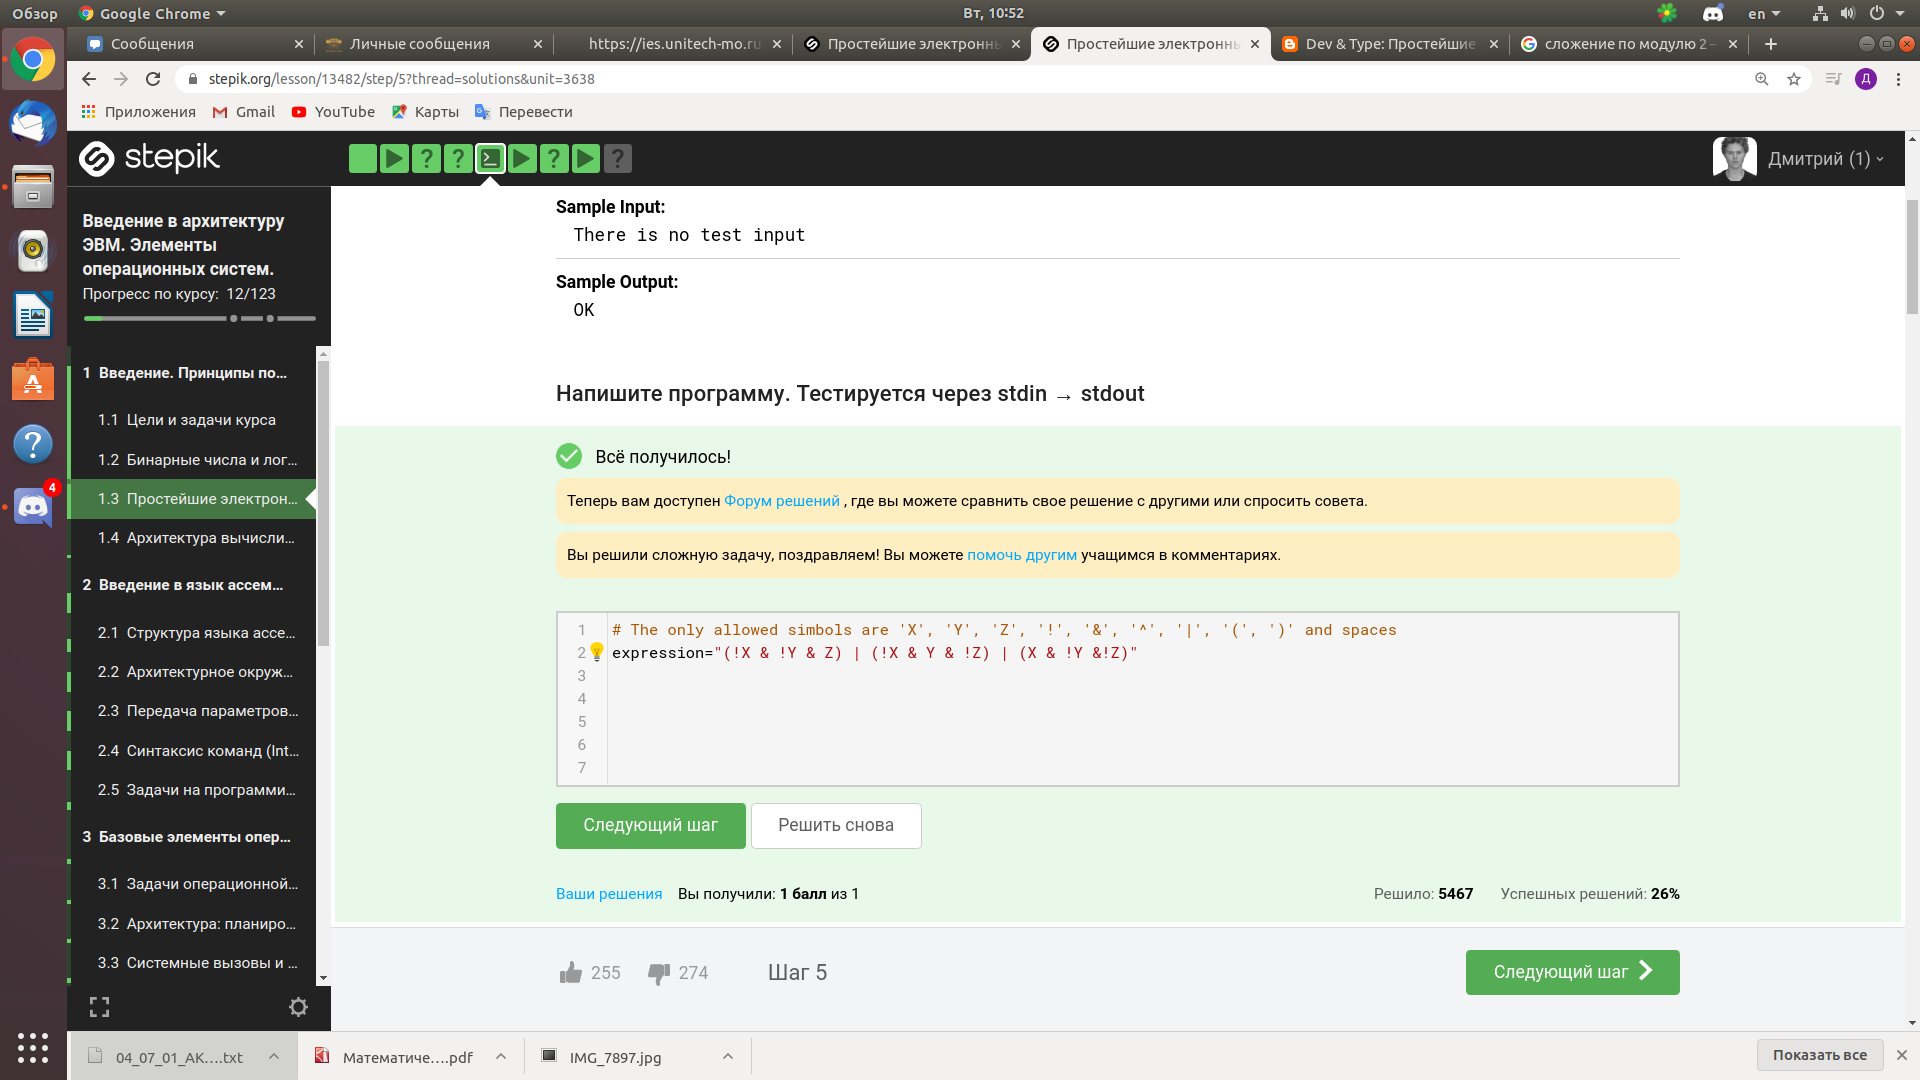 Обзор
Google Chrome
Вт, 10:52
en
Сообщения
Личные сообщения
https://ies.unitech-mo.ru
Простейшие электроннь
Простейшие электроннь
Dev & Type: Простейшие
сложение по модулю 2 -
stepik.org/lesson/13482/step/5?thread=solutions&unit=3638
Д
Приложения
Gmail
YouTube
Карты
Перевести
stepik
Дмитрий (1)
Введение в архитектуру
ЭВМ. Элементы
операционных систем.
Прогресс по курсу: 12/123
1 Введение. Принципы по...
1.1 Цели и задачи курса
1.2 Бинарные числа и лог...
1.3 Простейшие электрон...
1.4 Архитектура вычисли...
2 Введение в язык ассем...
2.1 Структура языка ассе...
2.2 Архитектурное окруж...
2.3 Передача параметров...
2.4 Синтаксис команд (Int...
2.5 Задачи на программи...
3 Базовые элементы опер...
3.1 Задачи операционной...
3.2 Архитектура: планиро...
3.3 Системные вызовы и ...
4
Sample Input:
There is no test input
Sample Output:
OK
Напишите программу. Тестируется через stdin → stdout
Всё получилось!
Теперь вам доступен Форум решений , где вы можете сравнить свое решение с другими или спросить совета.
Вы решили сложную задачу, поздравляем! Вы можете помочь другим учащимся в комментариях.
1 # The only allowed simbols are 'X', 'Y', 'Z', '!', '&', '^', '|', '(', ')' and spaces
2 expression="(!X & !Y & Z) | (!X & Y & !Z) | (X & !Y &!Z)"
3
4
5
6
7
Следующий шаг
Решить снова
Ваши решения
Вы получили: 1 балл из 1
Решило: 5467
Успешных решений: 26%
255
274
Шаг 5
Следующий шаг
04_07_01_AK....txt
Математиче....pdf
IMG_7897.jpg
Показать все